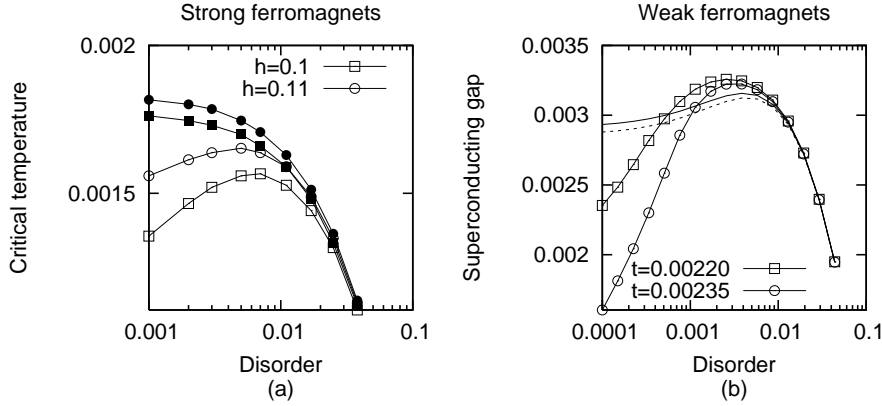 Strong ferromagnets
Critical temperature
0.002
0.0015
h=0.1
h=0.11
0.001
0.01
0.1
Disorder
(a)
Weak ferromagnets
Superconducting gap
0.0035
0.003
0.0025
0.002
t=0.00220
t=0.00235
0.0001
0.001
0.01
0.1
Disorder
(b)